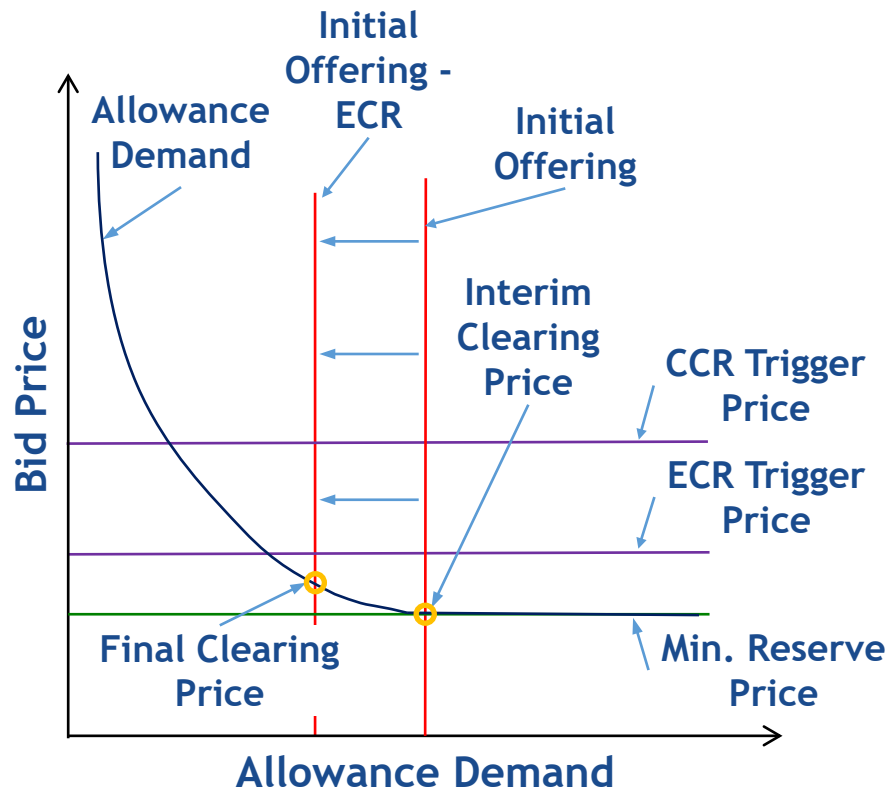 Initial
Offering -
ECR
Allowance
Demand
Initial
Offering
Interim
Clearing
Price
CCR Trigger
Price
Bid Price
ECR Trigger
Price
Final Clearing
Price
Min. Reserve
Price
Allowance Demand